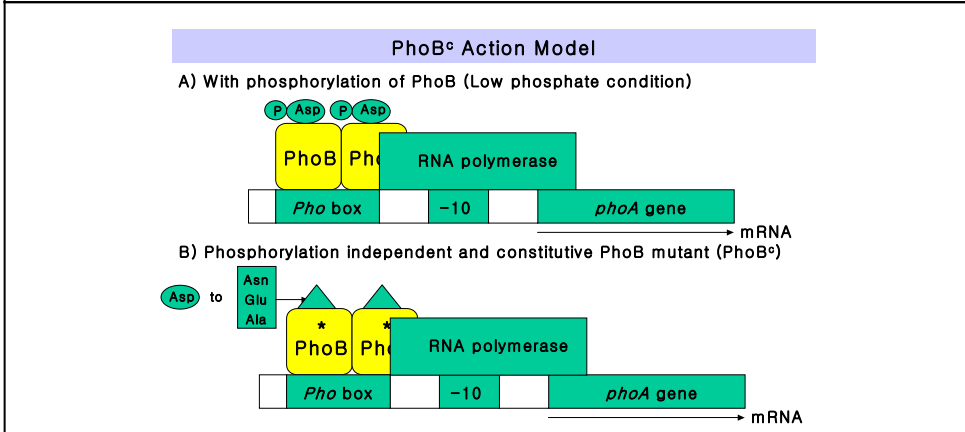 PhoBᶜ Action Model
A) With phosphorylation of PhoB (Low phosphate condition)
P Asp P Asp
PhoB Pho RNA polymerase
Pho box -10 phoA gene
mRNA
B) Phosphorylation independent and constitutive PhoB mutant (PhoBᶜ)
Asp to Asn
Glu
Ala
* *
PhoB Pho RNA polymerase
Pho box -10 phoA gene
mRNA